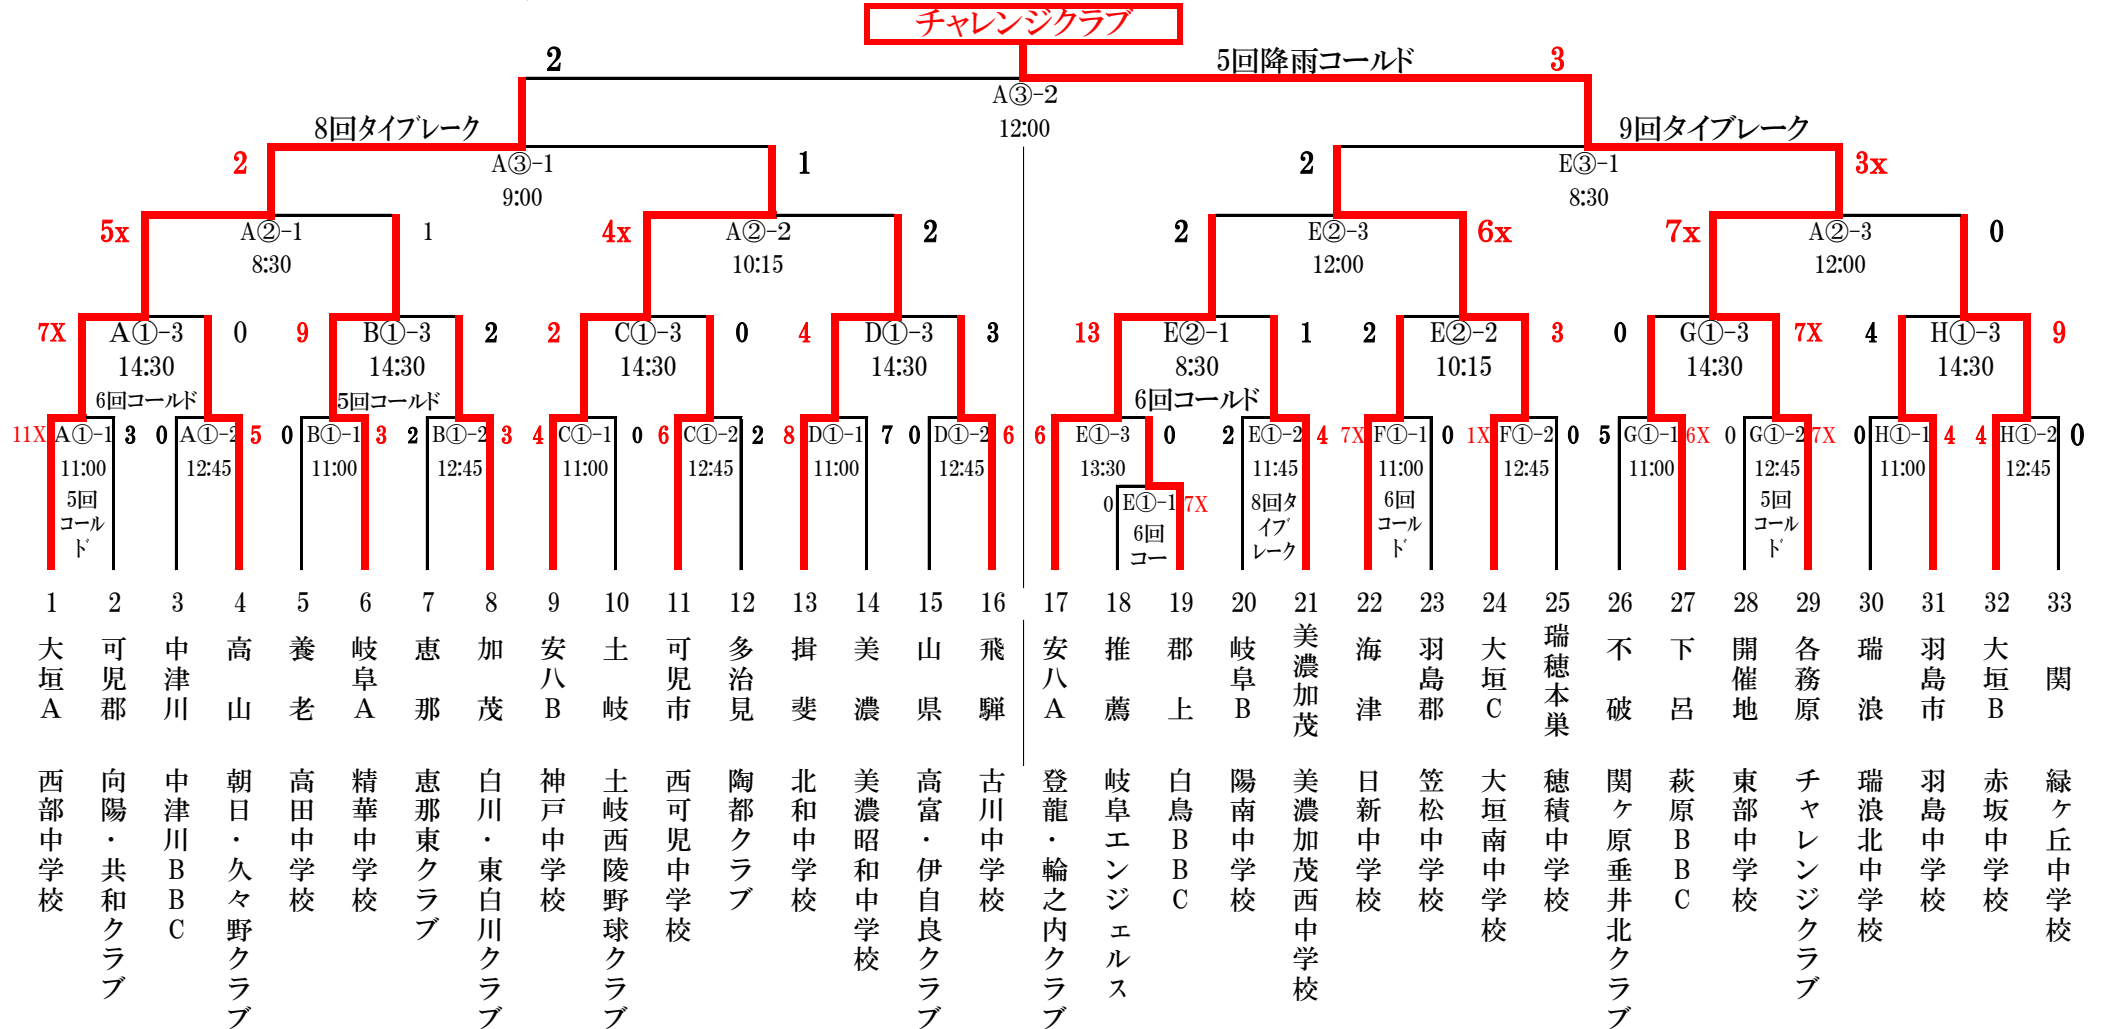 チャレンジクラブ
2 5回降雨コールド 3
A③-2
12:00
8回タイブレーク 9回タイブレーク
2 A③-1 1 2 E③-1 3x
9:00 8:30
5x A②-1 1 4x A②-2 2 2 E②-3 6x 7x A②-3 0
8:30 10:15 12:00 12:00
7X A①-3 0 9 B①-3 2 2 C①-3 0 4 D①-3 3 13 E②-1 1 2 E②-2 3 0 G①-3 7X 4 H①-3 9
14:30 14:30 14:30 14:30 8:30 10:15 14:30 14:30
6回コールド 5回コールド 6回コールド
11X A①-1 3 0 A①-2 5 0 B①-1 3 2 B①-2 3 4 C①-1 0 6 C①-2 2 8 D①-1 7 0 D①-2 6 6 E①-3 0 2 E①-2 4 7X F①-1 0 1X F①-2 0 5 G①-1 6X 0 G①-2 7X 0 H①-1 4 4 H①-2 0
11:00 12:45 11:00 12:45 11:00 12:45 11:00 12:45 13:30 11:45 11:00 12:45 11:00 12:45 11:00 12:45
5回コールド 0 E①-1 7X 8回タイブレーク 6回コールド 5回コールド
6回コー
1 2 3 4 5 6 7 8 9 10 11 12 13 14 15 16 17 18 19 20 21 22 23 24 25 26 27 28 29 30 31 32 33
大垣A 可児郡 中津川 高山 養老 岐阜A 恵那 加茂 安八B 土岐 可児市 多治見 揖斐 美濃 山県 飛騨 安八A 推薦 郡上 岐阜B 美濃加茂 海津 羽島郡 大垣C 瑞穂本巣 不破 下呂 開催地 各務原 瑞浪 羽島市 大垣B 関
西部中学校
向陽・共和クラブ
中津川BBC
朝日・久々野クラブ
高田中学校
精華中学校
恵那東クラブ
白川・東白川クラブ
神戸中学校
土岐西陵野球クラブ
西可児中学校
陶都クラブ
北和中学校
美濃昭和中学校
高富・伊自良クラブ
古川中学校
登龍・輪之内クラブ
岐阜エンジェルス
白鳥BBC
陽南中学校
美濃加茂西中学校
日新中学校
笠松中学校
大垣南中学校
穂積中学校
関ヶ原垂井北クラブ
萩原BBC
東部中学校
チャレンジクラブ
瑞浪北中学校
羽島中学校
赤坂中学校
緑ヶ丘中学校